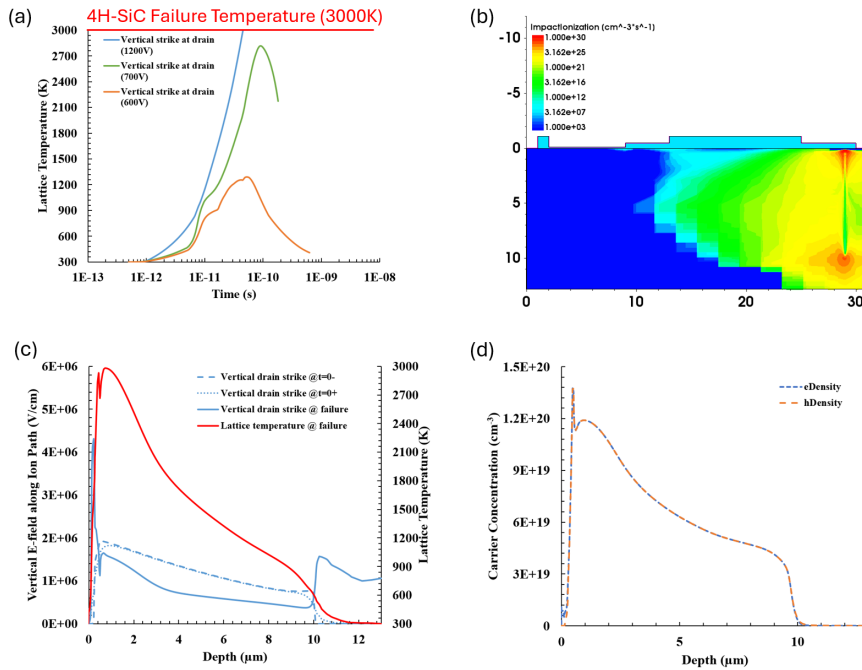 (a)
4H-SiC Failure Temperature (3000K)
3000
2700
2400
2100
1800
1500
1200
900
600
300
Lattice Temperature (K)
Vertical strike at drain
(1200V)
Vertical strike at drain
(700V)
Vertical strike at drain
(600V)
1E-13 1E-12 1E-11 1E-10 1E-09 1E-08
Time (s)
(b)
Impactionization (cm^-3*s^-1)
1.000e+30
3.162e+25
1.000e+21
3.162e+16
1.000e+12
3.162e+07
1.000e+03
-10
-5
0
5
10
0 10 20 30
(c)
6E+06
5E+06
4E+06
3E+06
2E+06
1E+06
0E+00
Vertical E-field along Ion Path (V/cm)
Vertical drain strike @t=0-
Vertical drain strike @t=0+
Vertical drain strike @ failure
Lattice temperature @ failure
3000
2700
2400
2100
1800
1500
1200
900
600
300
Lattice Temperature (K)
0 2 4 6 8 10 12
Depth (µm)
(d)
1.5E+20
1.2E+20
9E+19
6E+19
3E+19
0
Carrier Concentration (cm-3)
eDensity
hDensity
0 5 10
Depth (µm)